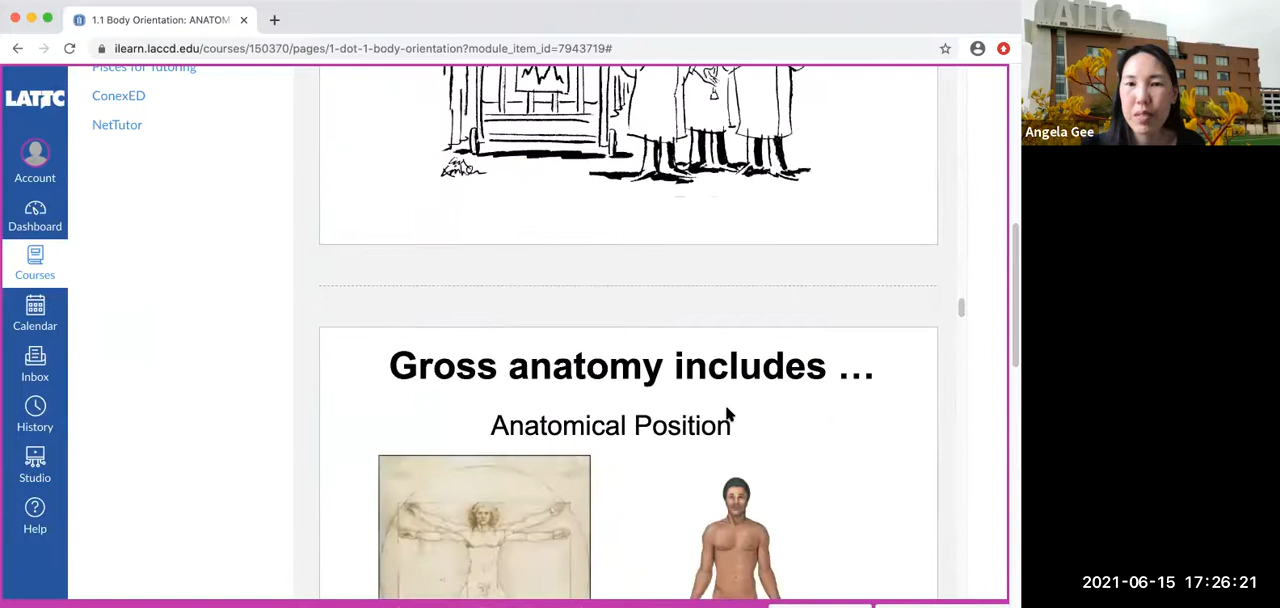 1.1 Body Orientation: ANATOM
ilearn.laccd.edu/courses/150370/pages/1-dot-1-body-orientation?module_item_id=7943719#
LATTC
Angela Gee
LATTC
Account
Dashboard
Courses
Calendar
Inbox
History
Studio
Help
Pisces for Tutoring
ConexED
NetTutor
Gross anatomy includes …
Anatomical Position
2021-06-15 17:26:21